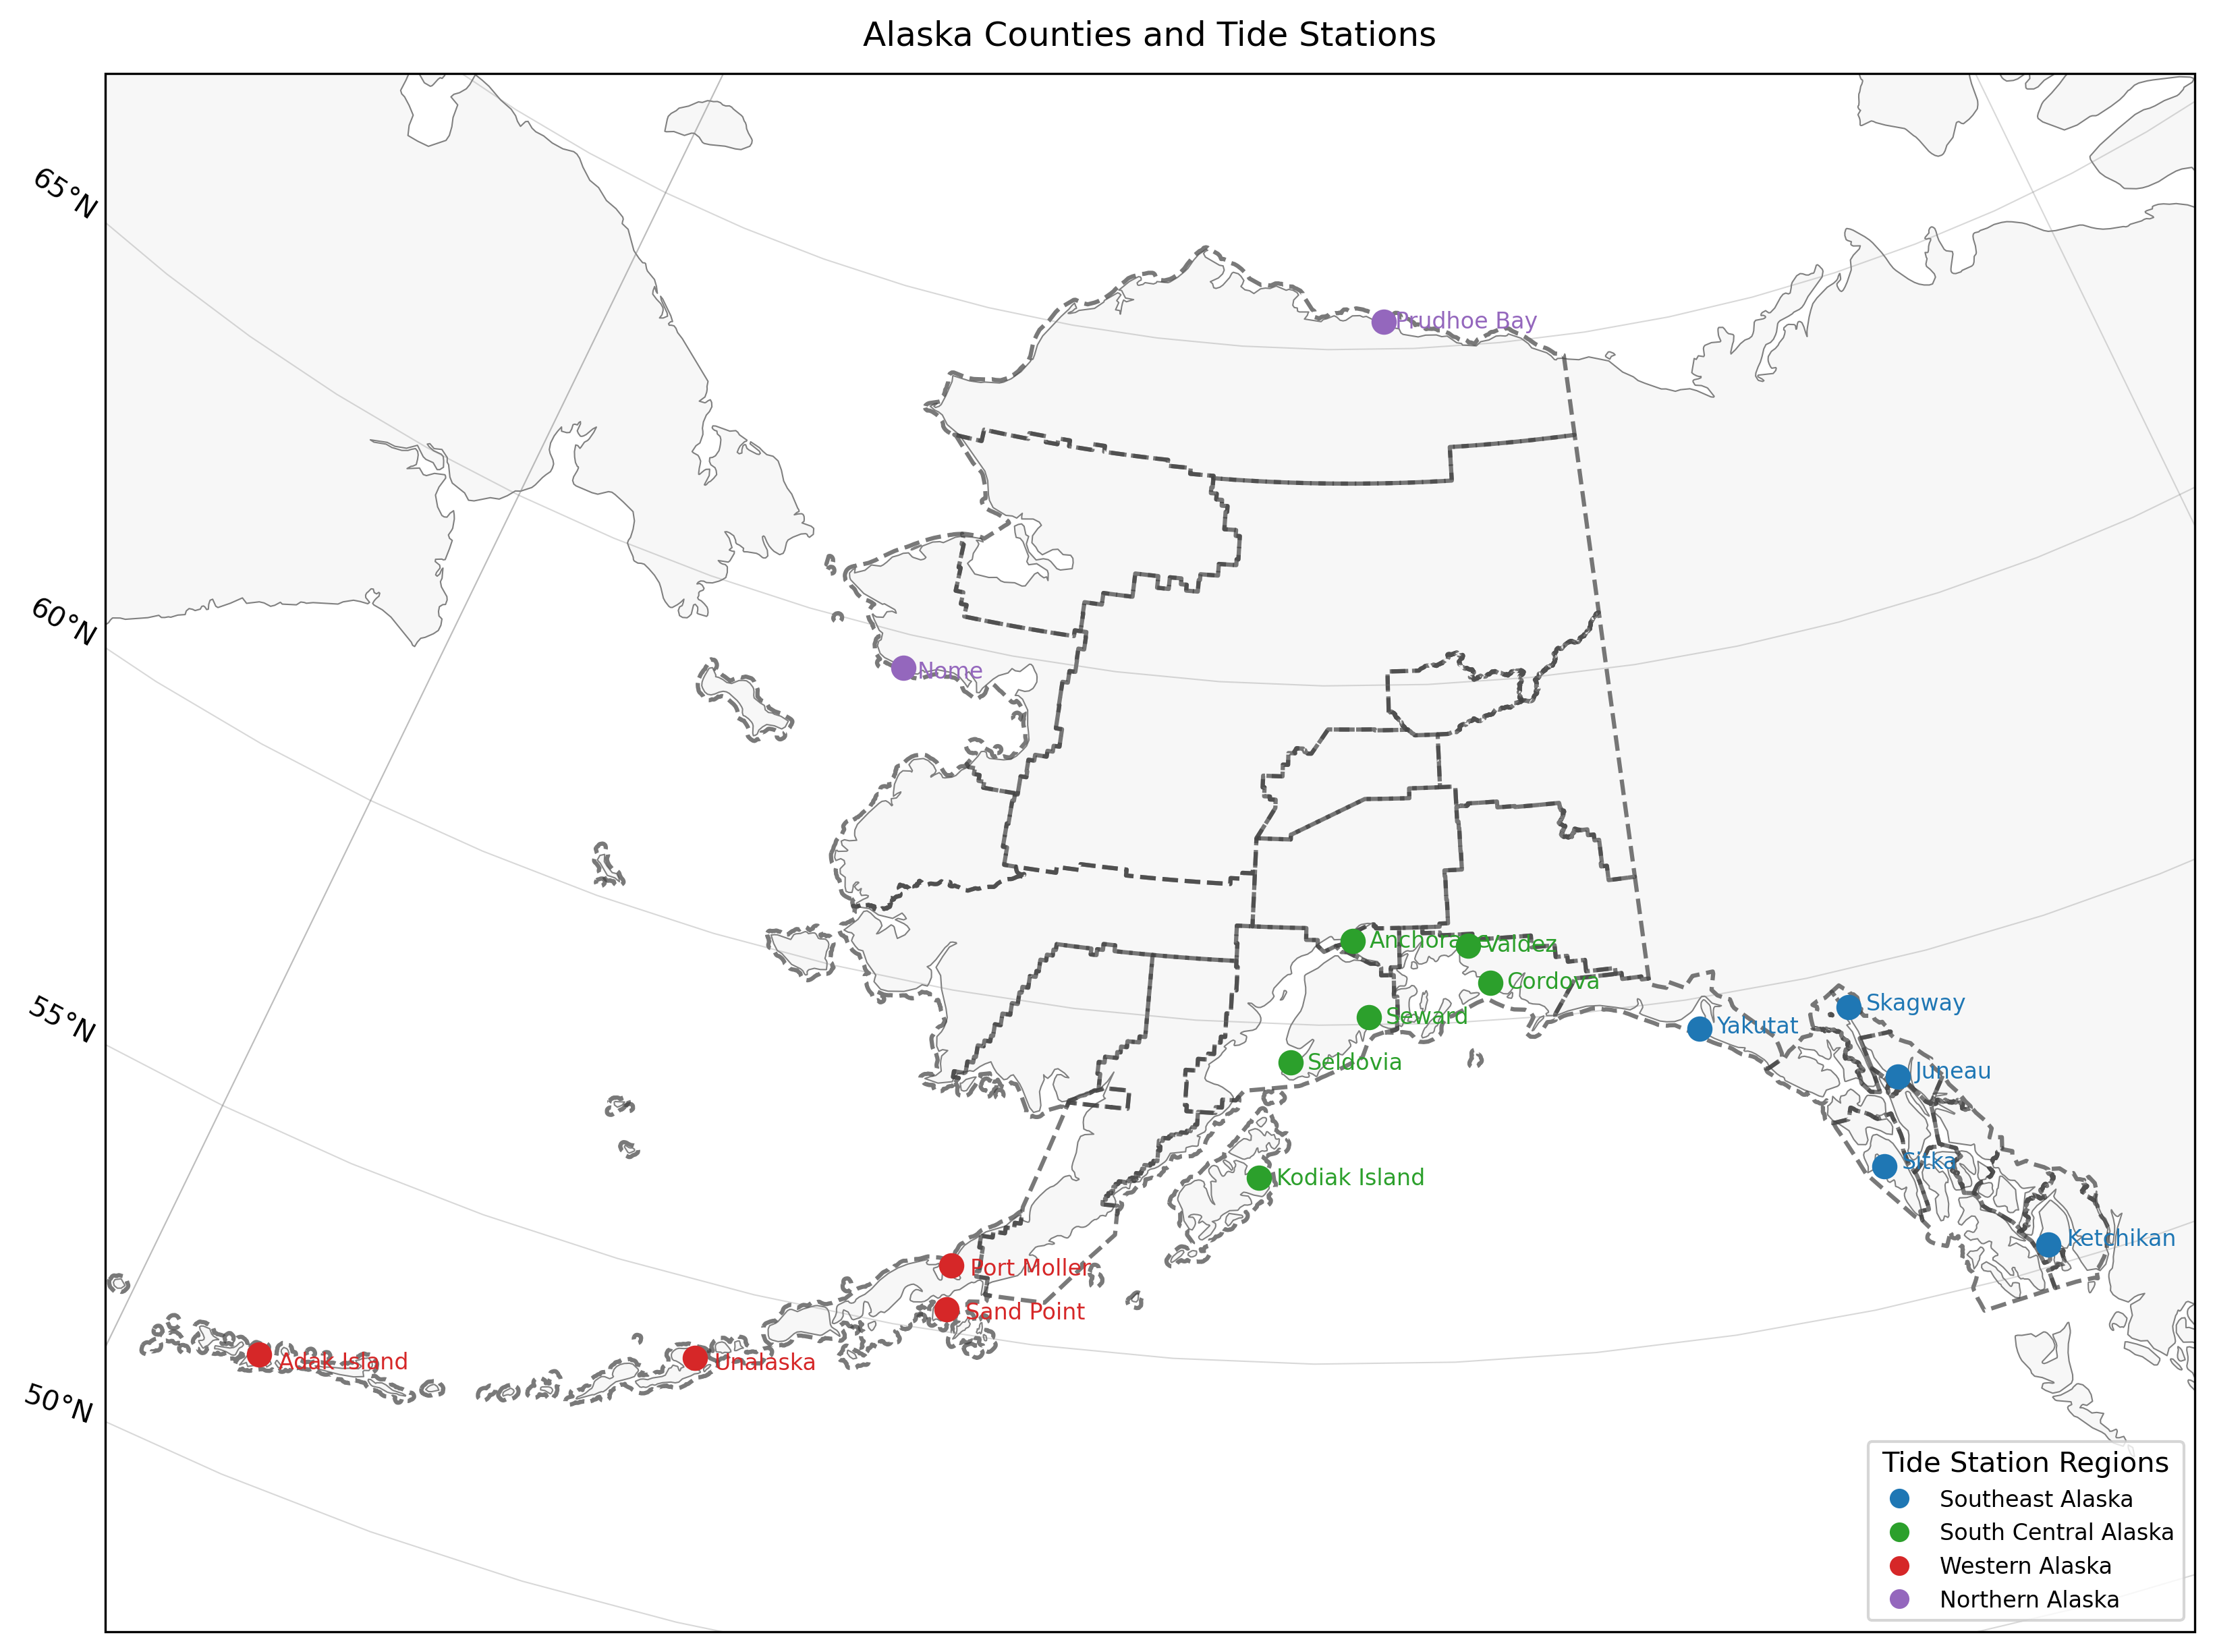 Alaska Counties and Tide Stations
65°N
60°N
55°N
50°N
Prudhoe Bay
Nome
Anchorage
Valdez
Cordova
Seward
Seldovia
Kodiak Island
Skagway
Yakutat
Juneau
Sitka
Ketchikan
Port Moller
Sand Point
Adak Island
Unalaska
Tide Station Regions
Southeast Alaska
South Central Alaska
Western Alaska
Northern Alaska